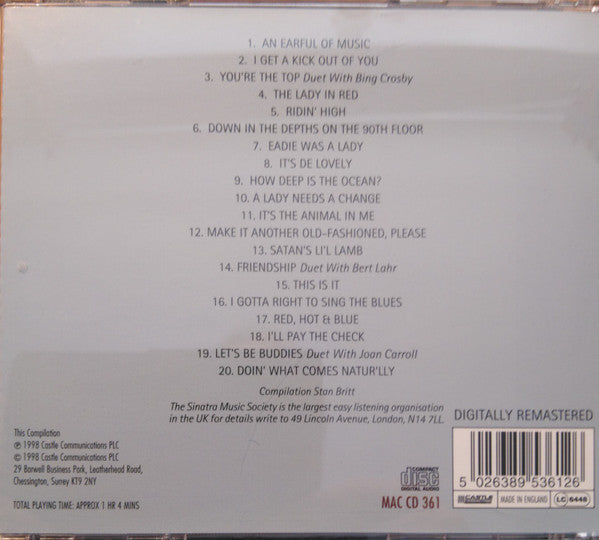 1. AN EARFUL OF MUSIC
2. I GET A KICK OUT OF YOU
3. YOU'RE THE TOP Duet With Bing Crosby
4. THE LADY IN RED
5. RIDIN' HIGH
6. DOWN IN THE DEPTHS ON THE 90TH FLOOR
7. EADIE WAS A LADY
8. IT'S DE LOVELY
9. HOW DEEP IS THE OCEAN?
10. A LADY NEEDS A CHANGE
11. IT'S THE ANIMAL IN ME
12. MAKE IT ANOTHER OLD-FASHIONED, PLEASE
13. SATAN'S LI'L LAMB
14. FRIENDSHIP Duet With Bert Lahr
15. THIS IS IT
16. I GOTTA RIGHT TO SING THE BLUES
17. RED, HOT & BLUE
18. I'LL PAY THE CHECK
19. LET'S BE BUDDIES Duet With Joan Carroll
20. DOIN' WHAT COMES NATUR'LLY
Compilation Stan Britt
The Sinatra Music Society is the largest easy listening organisation
in the UK for details write to 49 Lincoln Avenue, London, N14 7LL.
This Compilation
℗ 1998 Castle Communications PLC
© 1998 Castle Communications PLC
29 Barwell Business Park, Leatherhead Road,
Chessington, Surrey KT9 2NY
TOTAL PLAYING TIME: APPROX 1 HR 4 MINS
COMPACT
disc
DIGITAL AUDIO
MAC CD 361
DIGITALLY REMASTERED
5 026389 536126
CASTLE
MADE IN ENGLAND
LC 6448